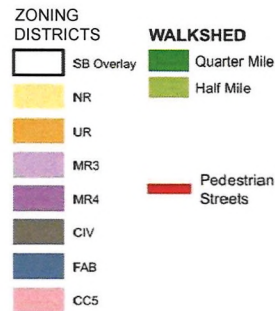 ZONING
DISTRICTS
SB Overlay
NR
UR
MR3
MR4
CIV
FAB
CC5
WALKSHED
Quarter Mile
Half Mile
Pedestrian
Streets